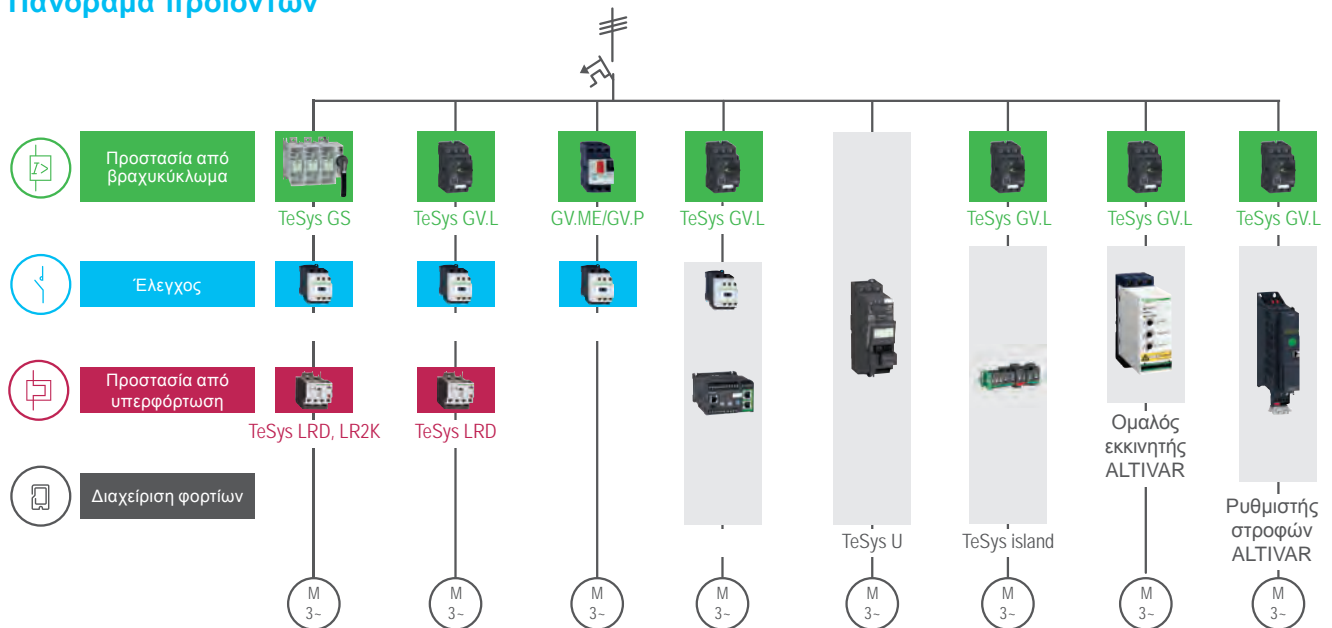 Πανόραμα προϊόντων
Προστασία από
βραχυκύκλωμα
TeSys GS
TeSys GV.L
GV.ME/GV.P
TeSys GV.L
TeSys GV.L
TeSys GV.L
TeSys GV.L
Έλεγχος
Προστασία από
υπερφόρτωση
TeSys LRD, LR2K
TeSys LRD
Ομαλός
εκκινητής
ALTIVAR
Διαχείριση φορτίων
Ρυθμιστής
στροφών
ALTIVAR
TeSys U
TeSys island
M
3~
M
3~
M
3~
M
3~
M
3~
M
3~
M
3~
M
3~
I>